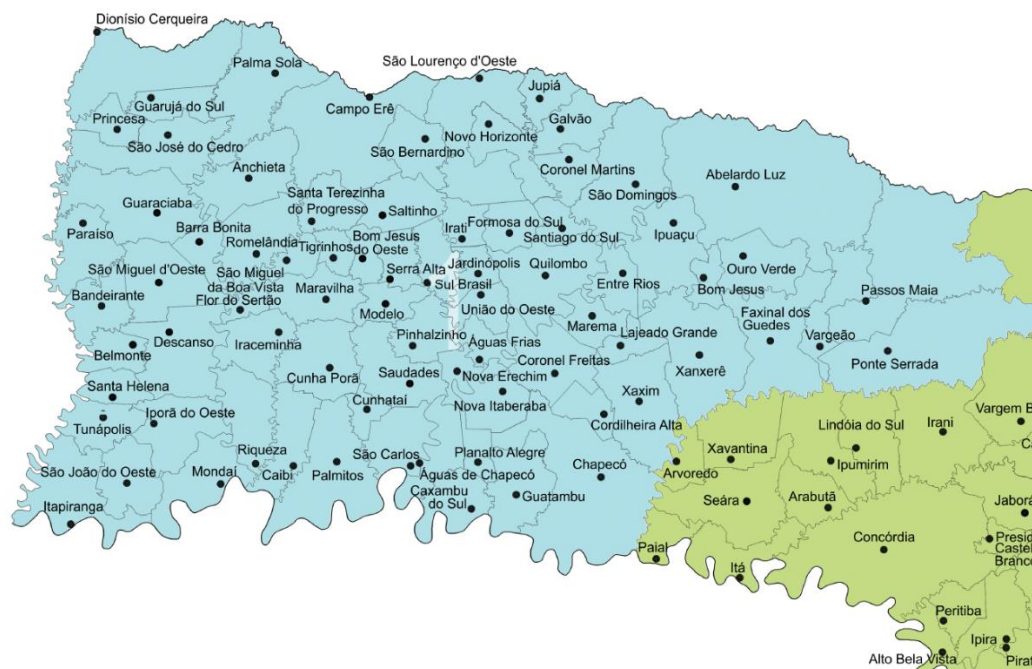 Dionísio Cerqueira
São Lourenço d'Oeste
Palma Sola
Jupiá
Guarujá do Sul
Campo Erê
Princesa
Galvão
São José do Cedro
Novo Horizonte
São Bernardino
Anchieta
Coronel Martins
Abelardo Luz
São Domingos
Santa Terezinha
do Progresso
Saltinho
Guaraciaba
Paraíso
Barra Bonita
Irati
Formosa do Sul
Santiago do Sul
Ipuaçu
Romelândia
Tigrinhos
Bom Jesus
do Oeste
São Miguel d'Oeste
São Miguel
da Boa Vista
Serra Alta
Jardinópolis
Quilombo
Ouro Verde
Sul Brasil
Entre Rios
Bom Jesus
Bandeirante
Flor do Sertão
Maravilha
Modelo
União do Oeste
Passos Maia
Marema
Lajeado Grande
Faxinal dos
Guedes
Vargeão
Belmonte
Descanso
Iraceminha
Pinhalzinho
Águas Frias
Coronel Freitas
Xanxerê
Ponte Serrada
Cunha Porã
Saudades
Nova Erechim
Santa Helena
Cunhataí
Nova Itaberaba
Xaxim
Tunápolis
Iporã do Oeste
Cordilheira Alta
Lindóia do Sul
Irani
Vargem B
Ca
São João do Oeste
Mondaí
Riqueza
Caibi
Palmitos
São Carlos
Águas de Chapecó
Planalto Alegre
Chapecó
Arvoredo
Xavantina
Ipumirim
Caxambu
do Sul
Guatambu
Seára
Arabutã
Jaborá
Itapiranga
Paial
Itá
Concórdia
Presid
Castel
Branco
Peritiba
Ipira
Alto Bela Vista
Pirat